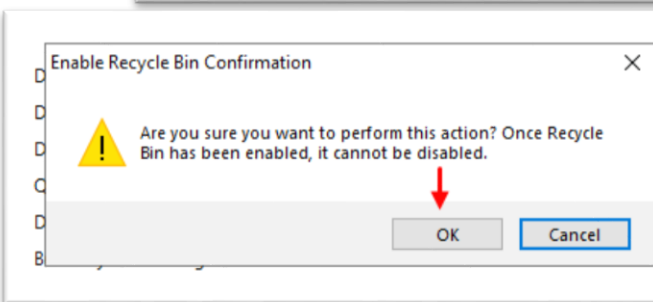 Enable Recycle Bin Confirmation
Are you sure you want to perform this action? Once Recycle
Bin has been enabled, it cannot be disabled.
OK
Cancel